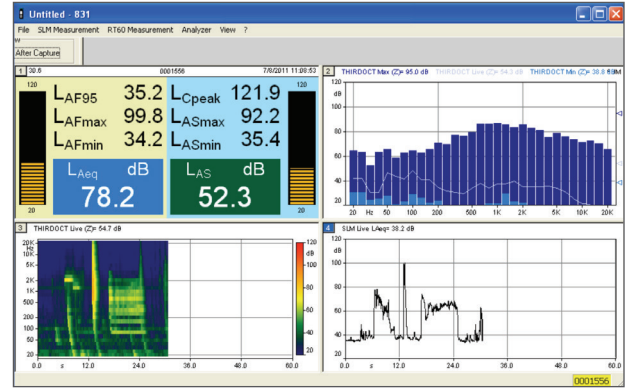 Untitled - 831
File SLM Measurement RT60 Measurement Analyzer View ?
After Capture
1 30.6 0001556 7/8/2011 11:08:53
120 120
LAF95 35.2 LCpeak 121.9
LAFmax 99.8 LASmax 92.2
LAFmin 34.2 LASmin 35.4
LAeq dB LAS dB
78.2 52.3
20 20
2 THIRDOCT Max (Z)= 95.0 dB THIRDOCT Live (Z)= 54.0 dB THIRDOCT Min (Z)= 38.8
120
dB
100
80
60
40
20
20 Hz 50 100 200 500 1K 2K 5K 10K 20K
3 THIRDOCT Live (Z)= 54.7 dB
20K
Hz
10K
5K
2K
1K
500
200
100
50
20
0.0 s 12.0 24.0 36.0 48.0 60.0
120
dB
100
80
60
40
20
4 SLM Live LAeq= 38.2 dB
120
dB
100
80
60
40
20
0.0 s 12.0 24.0 36.0 48.0 60.0
0001556